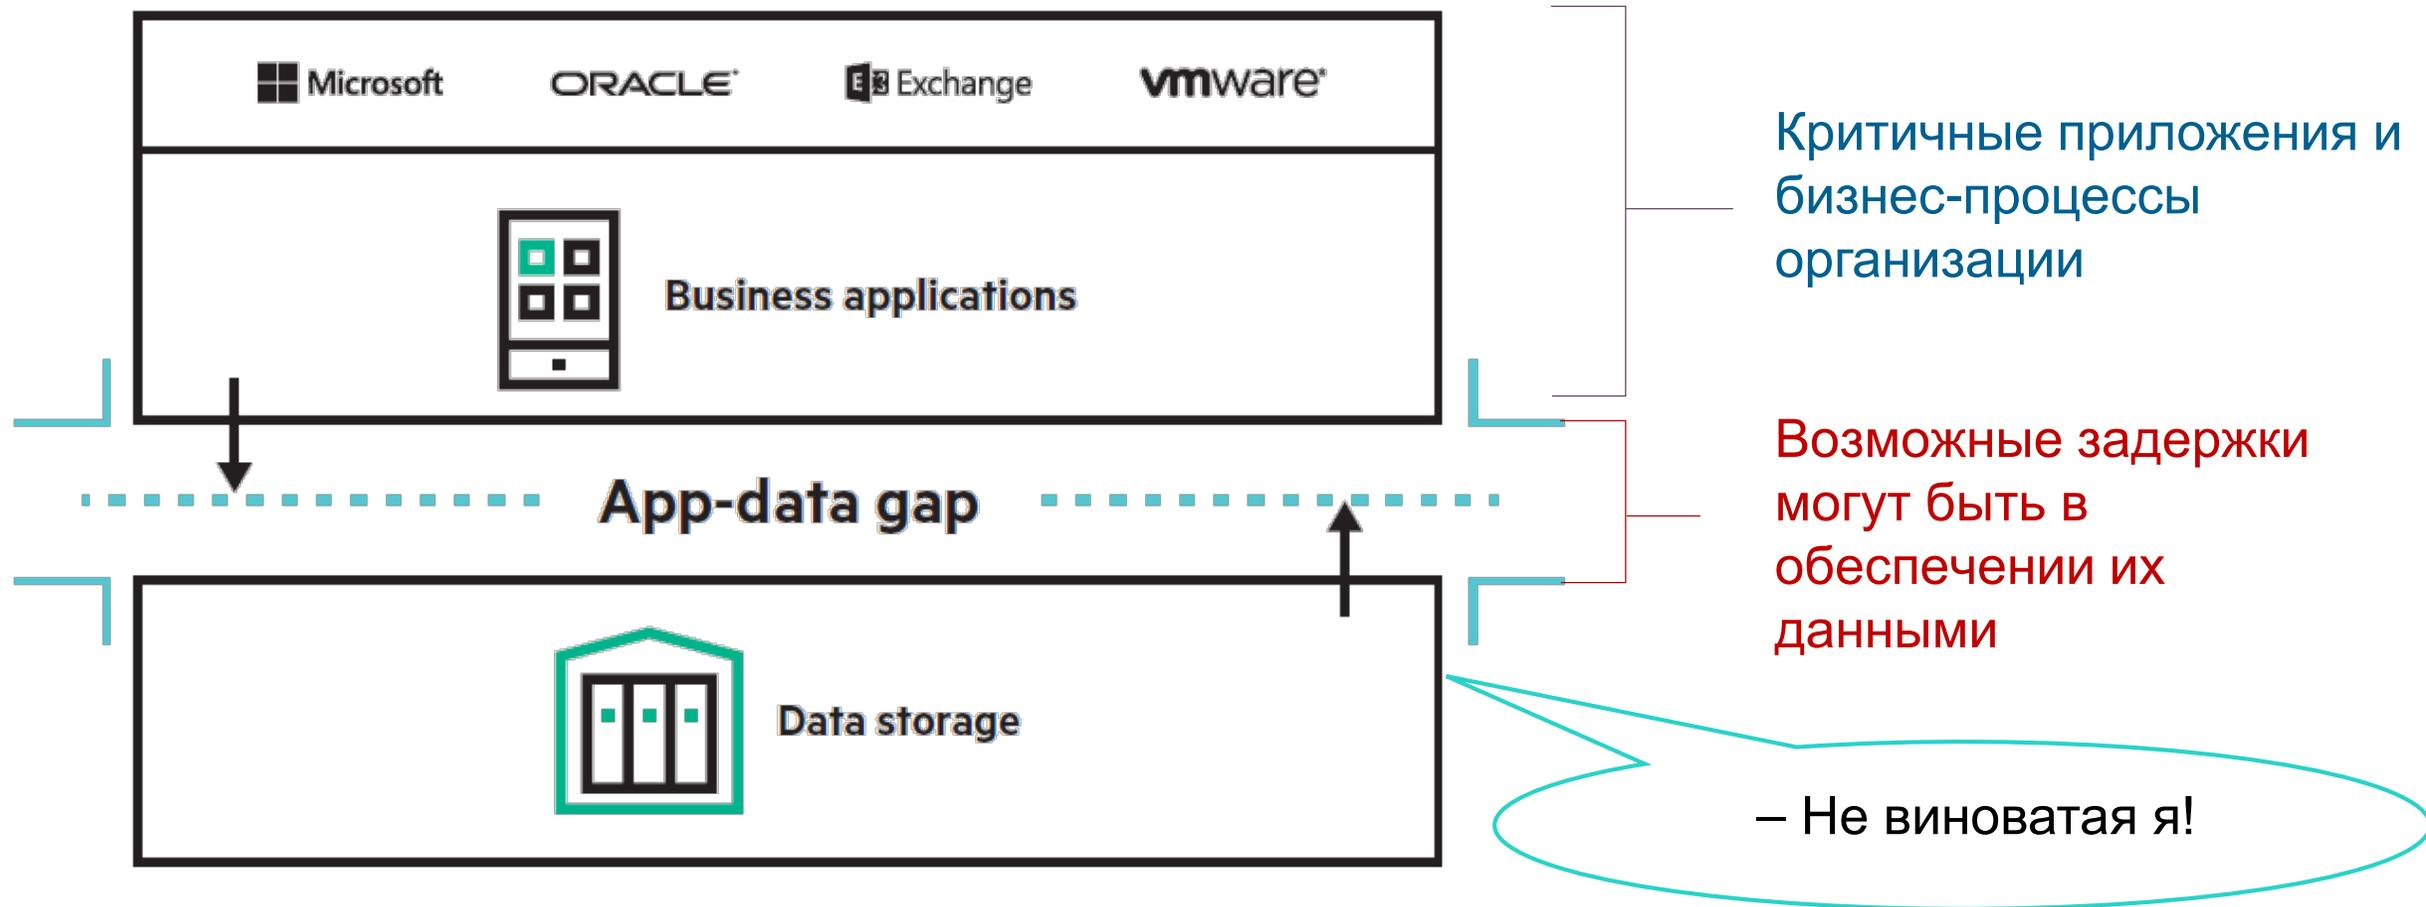 Microsoft ORACLE® Exchange vmware®
Business applications
App-data gap
Data storage
Критичные приложения и
бизнес-процессы
организации
Возможные задержки
могут быть в
обеспечении их
данными
– Не виноватая я!